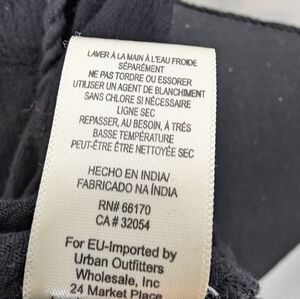 LAVER À LA MAIN À L'EAU FROIDE
SÉPARÉMENT
NE PAS TORDRE OU ESSORER
UTILISER UN AGENT DE BLANCHIMENT
SANS CHLORE SI NÉCESSAIRE
LIGNE SEC
REPASSER, AU BESOIN, À TRÈS
BASSE TEMPÉRATURE
PEUT-ÊTRE ÊTRE NETTOYÉE SEC
HECHO EN INDIA/
FABRICADO NA ÍNDIA
RN# 66170
CA # 32054
For EU-Imported by
Urban Outfitters
Wholesale, Inc
24 Market Place